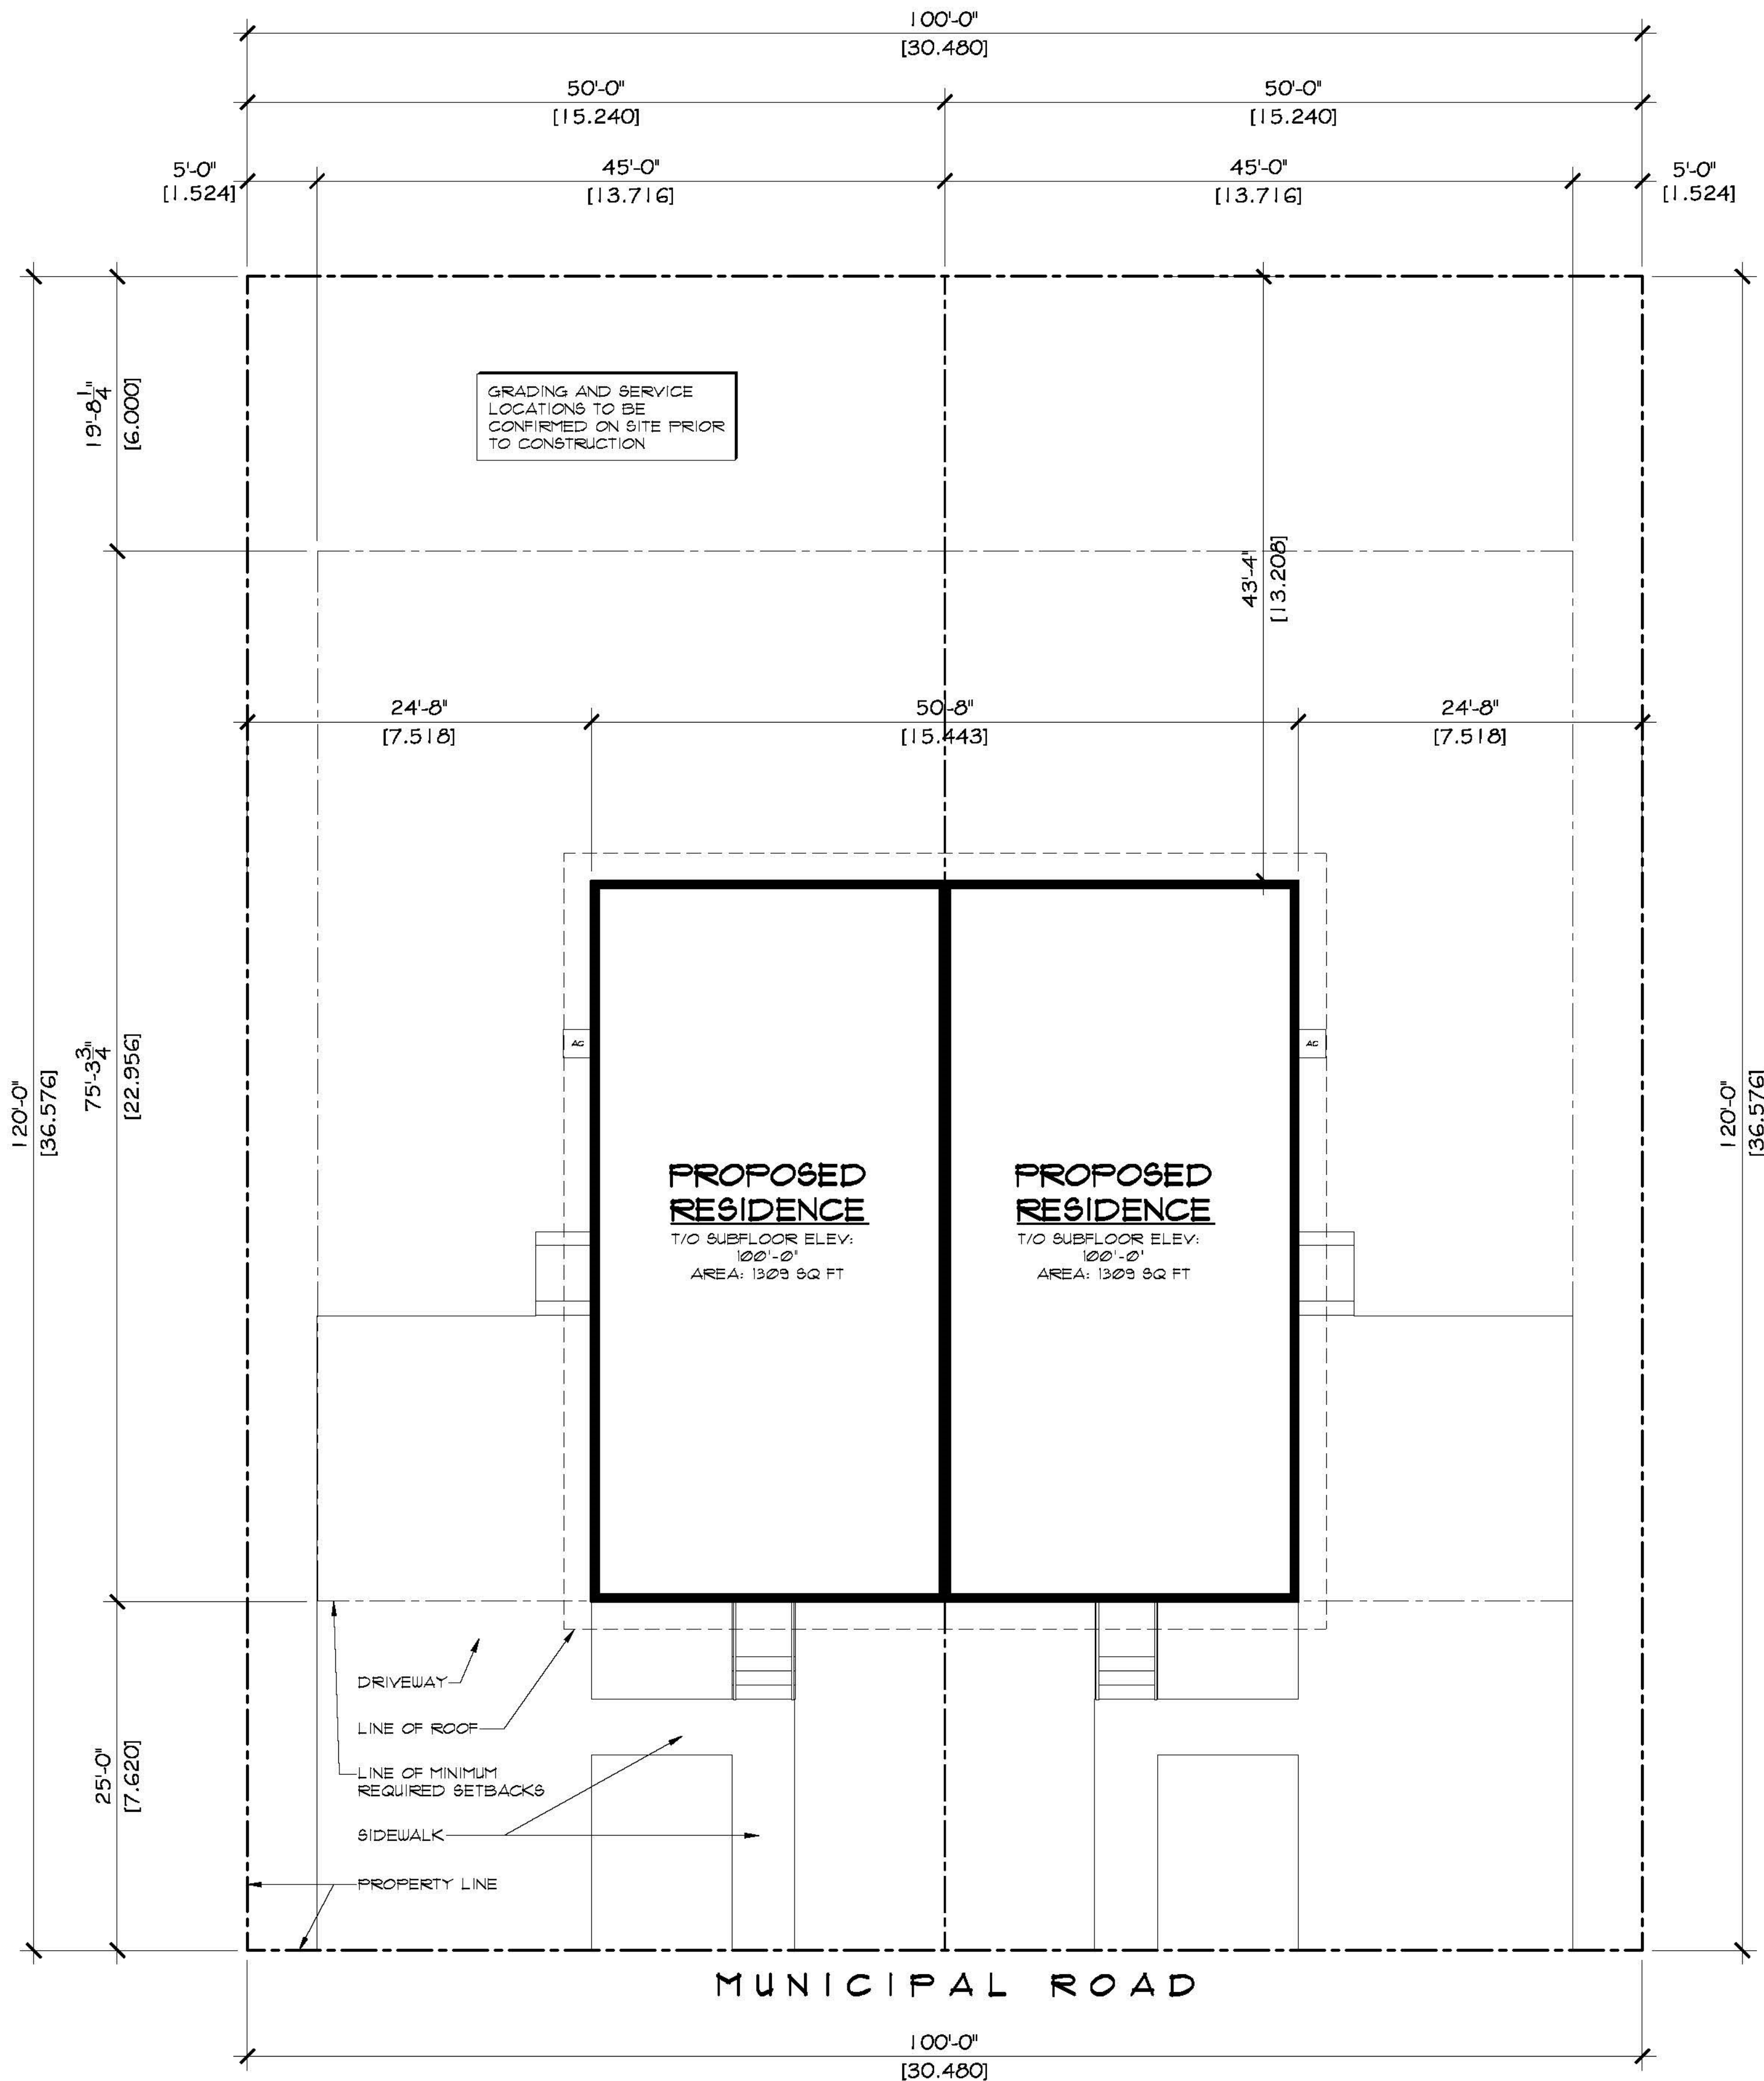 100'-0"
[30.480]
50'-0"
50'-0"
[15.240]
[15.240]
5'-0"
45'-0"
45'-0"
5'-0"
[1.524]
[13.716]
[13.716]
[1.524]
19'-8 1/4"
[6.000]
GRADING AND SERVICE
LOCATIONS TO BE
CONFIRMED ON SITE PRIOR
TO CONSTRUCTION
43'-4"
[13.208]
24'-8"
50'-8"
24'-8"
[7.518]
[15.443]
[7.518]
AC
AC
120'-0"
[36.576]
75'-3 3/4"
[22.956]
120'-0"
[36.576]
PROPOSED
RESIDENCE
T/O SUBFLOOR ELEV:
100'-0"
AREA: 1309 SQ FT
PROPOSED
RESIDENCE
T/O SUBFLOOR ELEV:
100'-0"
AREA: 1309 SQ FT
25'-0"
[7.620]
DRIVEWAY
LINE OF ROOF
LINE OF MINIMUM
REQUIRED SETBACKS
SIDEWALK
PROPERTY LINE
MUNICIPAL ROAD
100'-0"
[30.480]